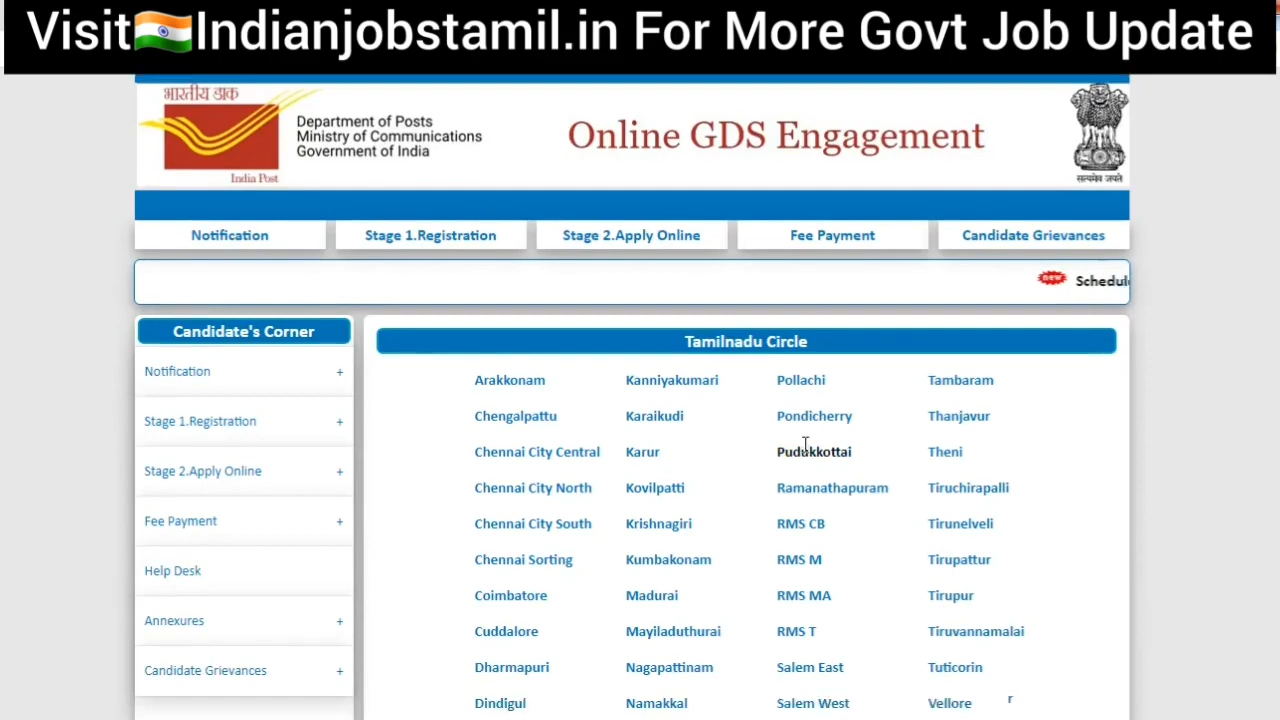 Visit🇮🇳Indianjobstamil.in For More Govt Job Update
भारतीय डाक
India Post
Department of Posts
Ministry of Communications
Government of India
Online GDS Engagement
सत्यमेव जयते
Notification Stage 1.Registration Stage 2.Apply Online Fee Payment Candidate Grievances
new Schedul
Candidate's Corner
Notification +
Stage 1.Registration +
Stage 2.Apply Online +
Fee Payment +
Help Desk
Annexures +
Candidate Grievances +
Tamilnadu Circle
Arakkonam Kanniyakumari Pollachi Tambaram
Chengalpattu Karaikudi Pondicherry Thanjavur
Chennai City Central Karur Pudukkottai Theni
Chennai City North Kovilpatti Ramanathapuram Tiruchirapalli
Chennai City South Krishnagiri RMS CB Tirunelveli
Chennai Sorting Kumbakonam RMS M Tirupattur
Coimbatore Madurai RMS MA Tirupur
Cuddalore Mayiladuthurai RMS T Tiruvannamalai
Dharmapuri Nagapattinam Salem East Tuticorin
Dindigul Namakkal Salem West Vellore r